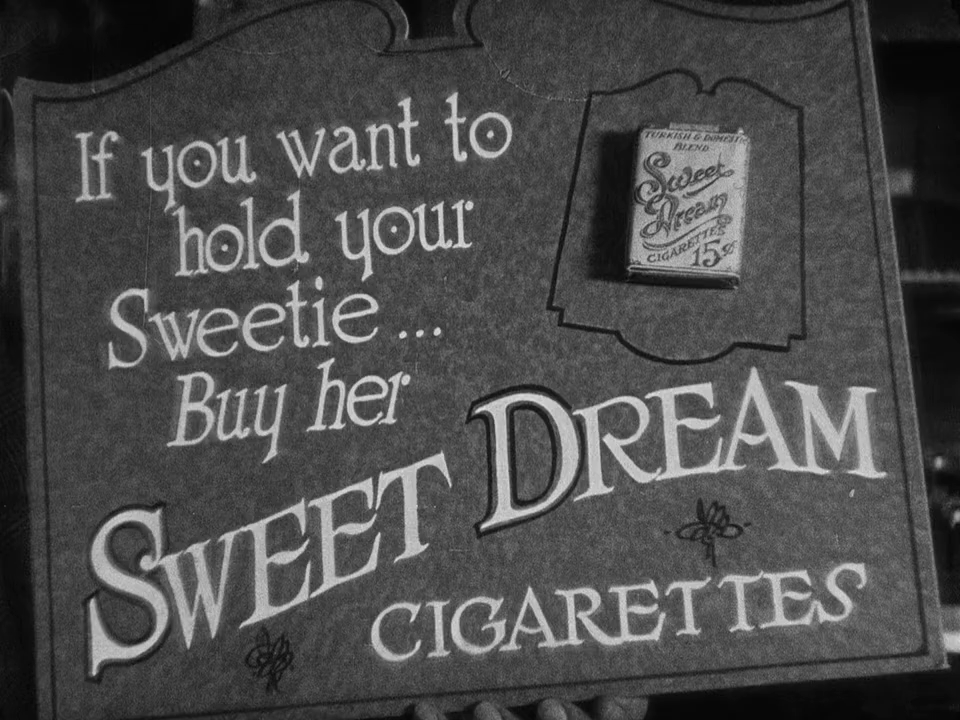 If you want to
hold your
Sweetie...
Buy her
SWEET DREAM
CIGARETTES
TURKISH & DOMESTIC
BLEND
Sweet
Dream
CIGARETTES
15¢